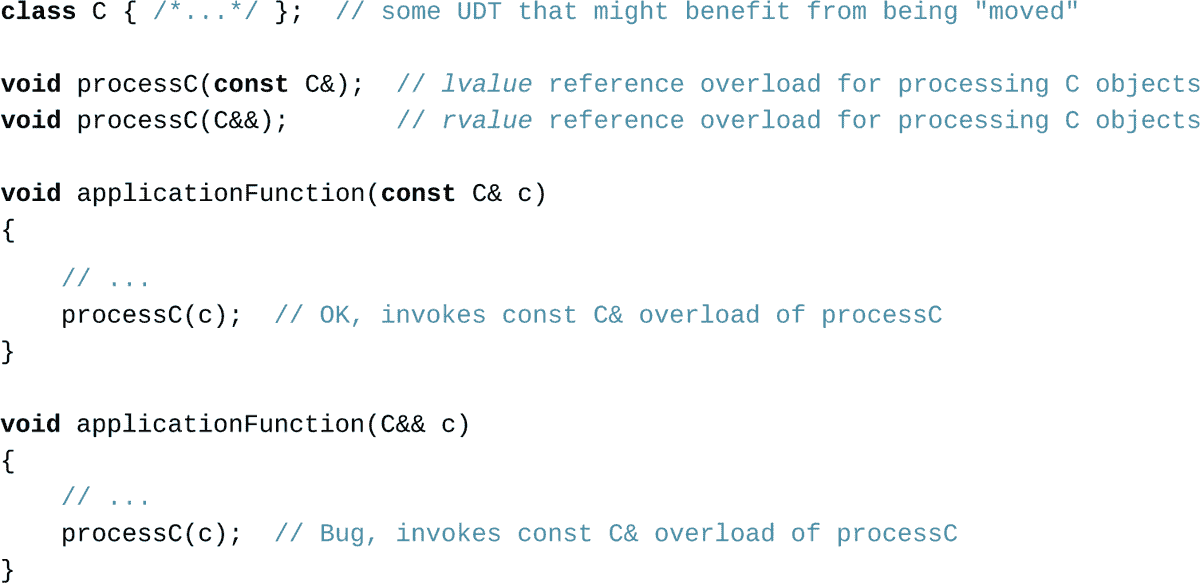 class C { /*...*/ };  // some UDT that might benefit from being "moved"
void processC(const C&);  // lvalue reference overload for processing C objects
void processC(C&&);       // rvalue reference overload for processing C objects
void applicationFunction(const C& c)
{
    // ...
    processC(c);  // OK, invokes const C& overload of processC
}
void applicationFunction(C&& c)
{
    // ...
    processC(c);  // Bug, invokes const C& overload of processC
}